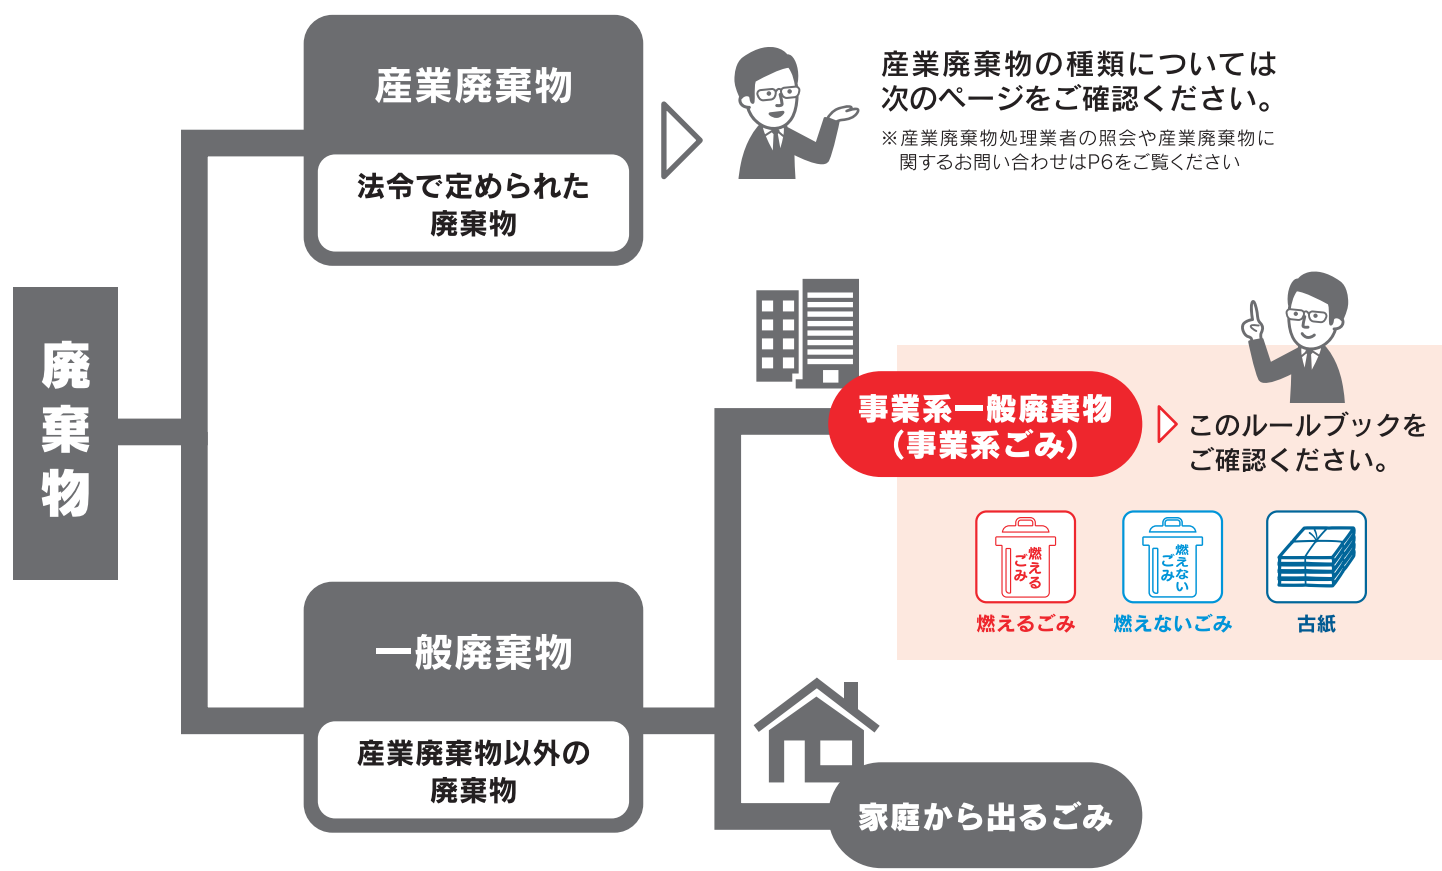 廃棄物
産業廃棄物
法令で定められた
廃棄物
産業廃棄物の種類については
次のページをご確認ください。
※産業廃棄物処理業者の照会や産業廃棄物に
関するお問い合わせはP6をご覧ください
一般廃棄物
産業廃棄物以外の
廃棄物
事業系一般廃棄物
（事業系ごみ）
このルールブックを
ご確認ください。
燃える
ごみ
燃えるごみ
燃えない
ごみ
燃えないごみ
古紙
家庭から出るごみ